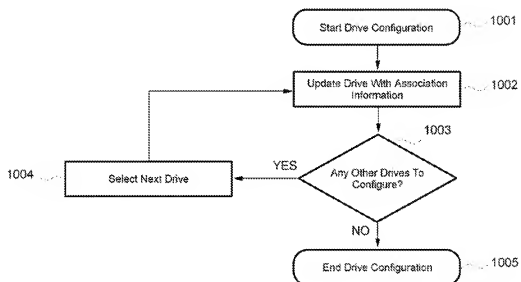 Start Drive Configuration
1001
Update Drive With Association
Information
1002
1003
Any Other Drives To
Configure?
YES
1004
Select Next Drive
NO
End Drive Configuration
1005